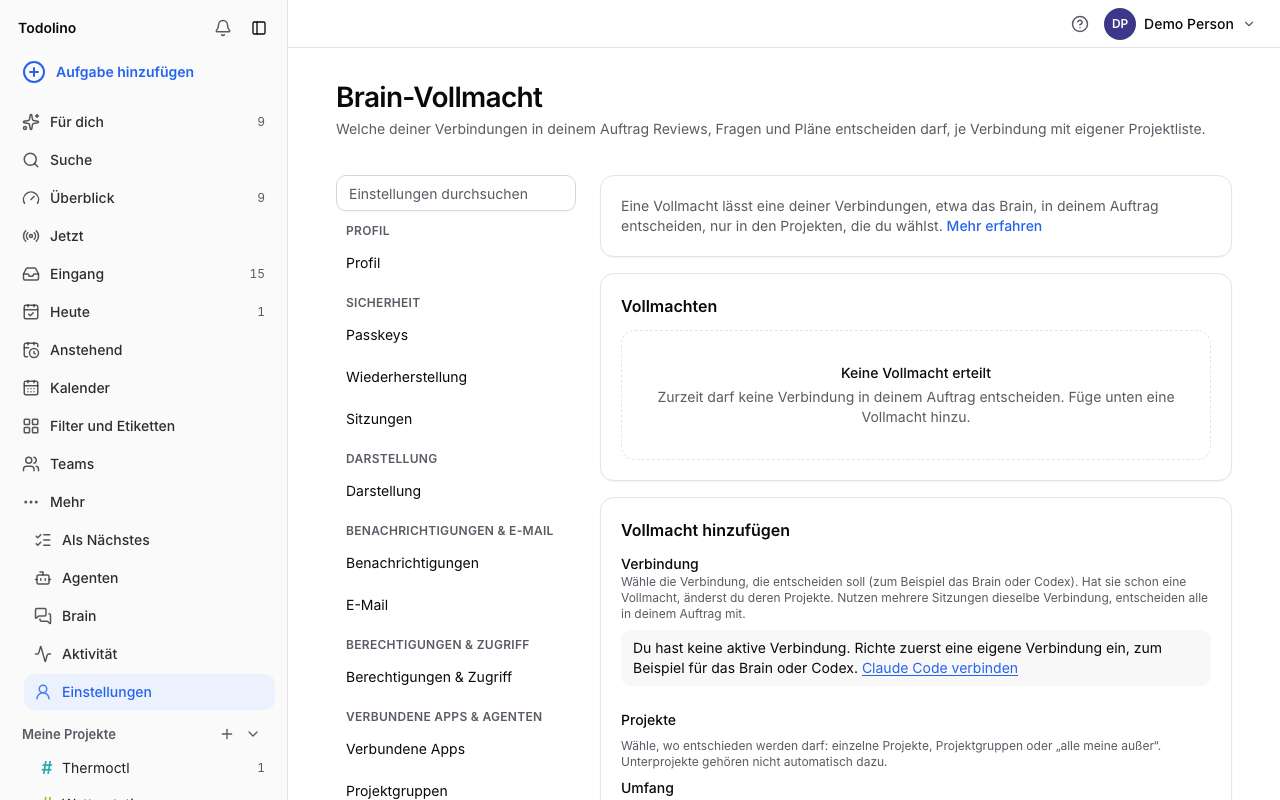 Todolino
Aufgabe hinzufügen
Für dich 9
Suche
Überblick 9
Jetzt
Eingang 15
Heute 1
Anstehend
Kalender
Filter und Etiketten
Teams
Mehr
Als Nächstes
Agenten
Brain
Aktivität
Einstellungen
Meine Projekte
# Thermoctl 1
DP Demo Person
Brain-Vollmacht
Welche deiner Verbindungen in deinem Auftrag Reviews, Fragen und Pläne entscheiden darf, je Verbindung mit eigener Projektliste.
Einstellungen durchsuchen
PROFIL
Profil
SICHERHEIT
Passkeys
Wiederherstellung
Sitzungen
DARSTELLUNG
Darstellung
BENACHRICHTIGUNGEN & E-MAIL
Benachrichtigungen
E-Mail
BERECHTIGUNGEN & ZUGRIFF
Berechtigungen & Zugriff
VERBUNDENE APPS & AGENTEN
Verbundene Apps
Projektgruppen
Eine Vollmacht lässt eine deiner Verbindungen, etwa das Brain, in deinem Auftrag
entscheiden, nur in den Projekten, die du wählst. Mehr erfahren
Vollmachten
Keine Vollmacht erteilt
Zurzeit darf keine Verbindung in deinem Auftrag entscheiden. Füge unten eine
Vollmacht hinzu.
Vollmacht hinzufügen
Verbindung
Wähle die Verbindung, die entscheiden soll (zum Beispiel das Brain oder Codex). Hat sie schon eine
Vollmacht, änderst du deren Projekte. Nutzen mehrere Sitzungen dieselbe Verbindung, entscheiden alle
in deinem Auftrag mit.
Du hast keine aktive Verbindung. Richte zuerst eine eigene Verbindung ein, zum
Beispiel für das Brain oder Codex. Claude Code verbinden
Projekte
Wähle, wo entschieden werden darf: einzelne Projekte, Projektgruppen oder „alle meine außer“.
Unterprojekte gehören nicht automatisch dazu.
Umfang